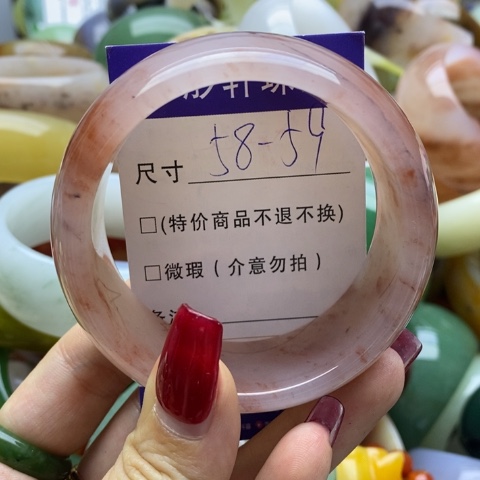 尺寸 58-59
□(特价商品不退不换)
□微瑕(介意勿拍)